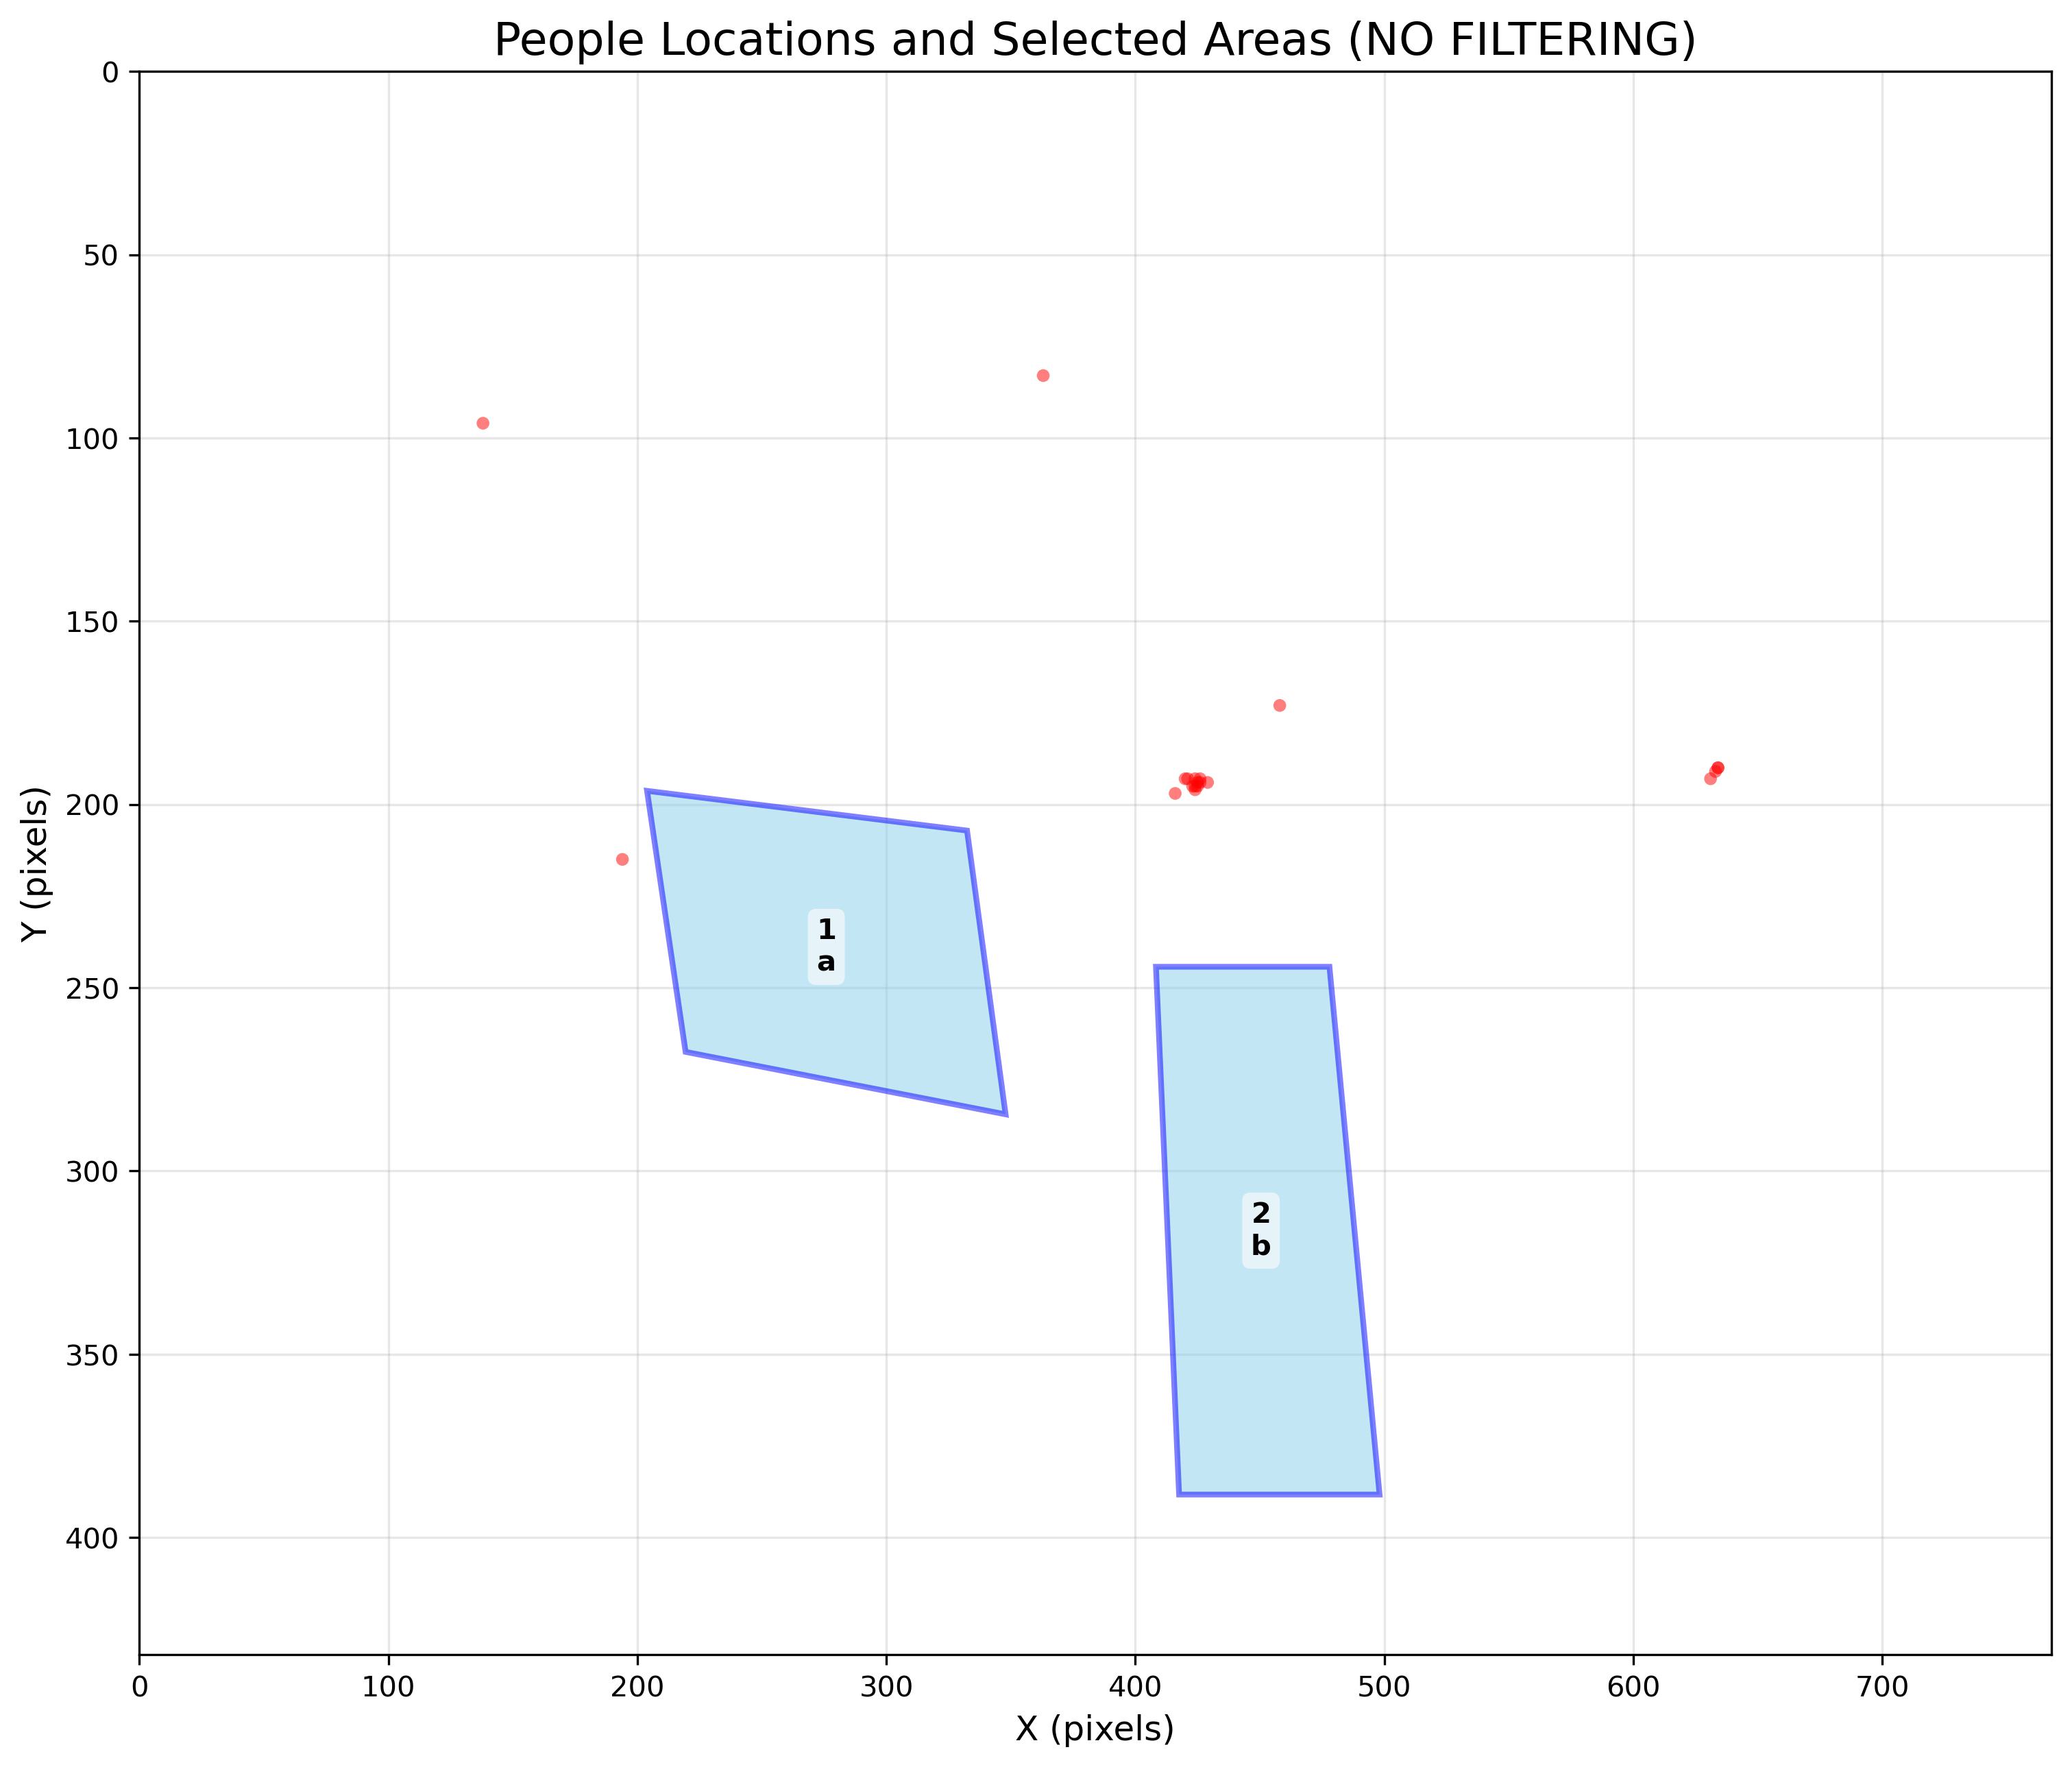 People Locations and Selected Areas (NO FILTERING)
0
50
100
150
200
250
300
350
400
Y (pixels)
1
a
2
b
0 100 200 300 400 500 600 700
X (pixels)